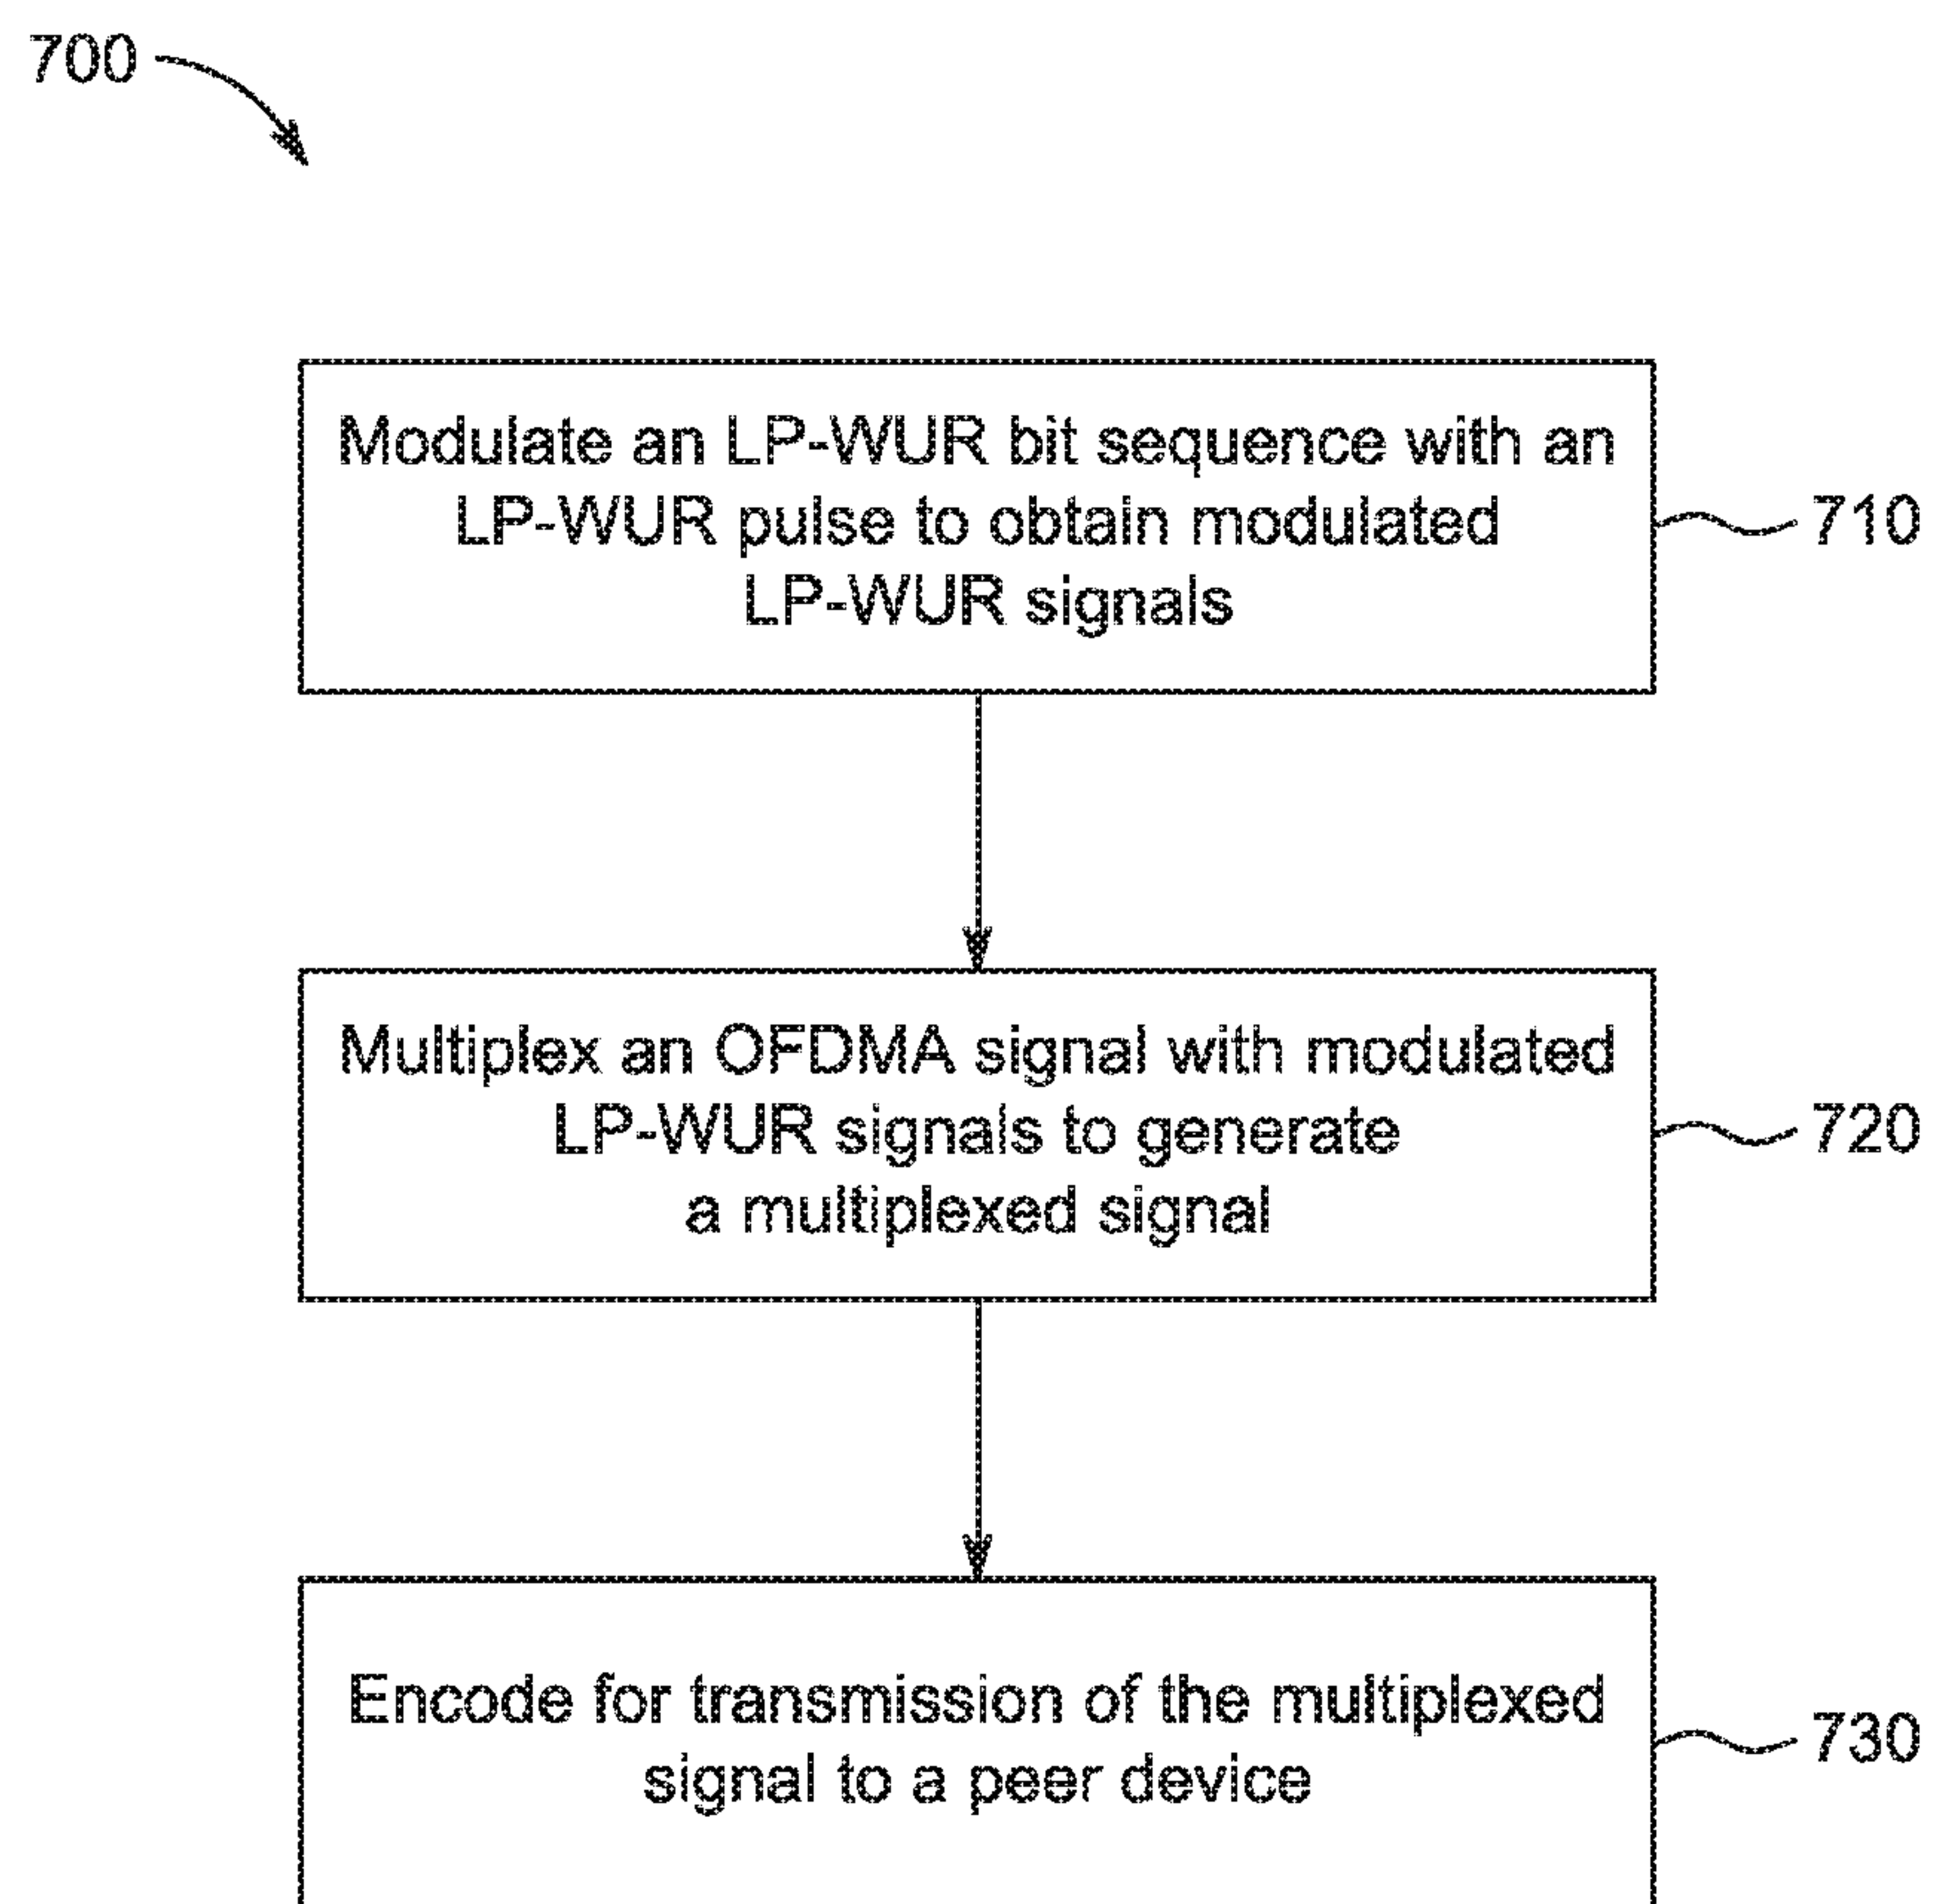 700
Modulate an LP-WUR bit sequence with an
LP-WUR pulse to obtain modulated
LP-WUR signals
710
Multiplex an OFDMA signal with modulated
LP-WUR signals to generate
a multiplexed signal
720
Encode for transmission of the multiplexed
signal to a peer device
730